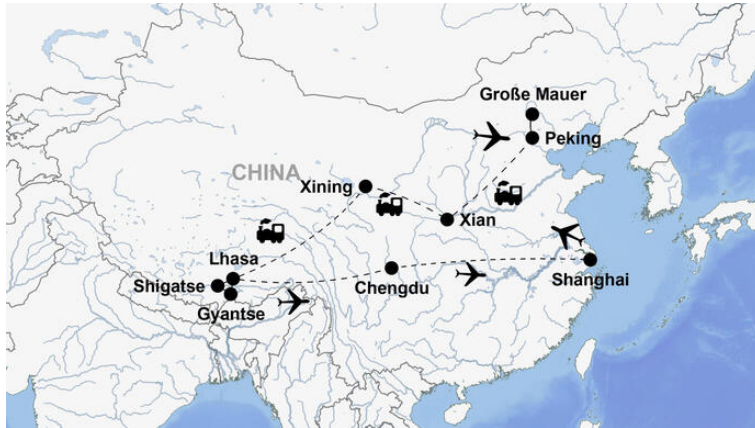 Große Mauer
Peking
CHINA
Xining
Xian
Lhasa
Shigatse
Gyantse
Chengdu
Shanghai